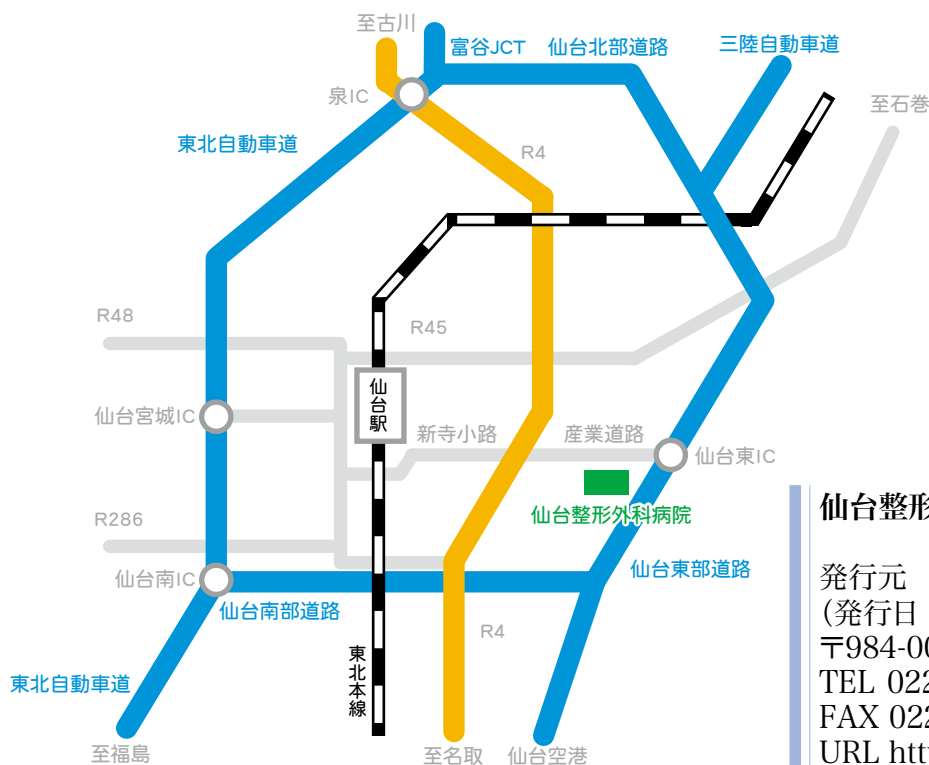 至古川
富谷JCT
仙台北部道路
三陸自動車道
泉IC
至石巻
東北自動車道
R4
R48
R45
仙台駅
仙台宮城IC
新寺小路
産業道路
仙台東IC
仙台整形外科病院
R286
仙台整形
発行元
仙台南IC
仙台東部道路
仙台南部道路
(発行日
R4
〒984-00
東北本線
東北自動車道
TEL 022
FAX 022
至福島
至名取
仙台空港
URL htt